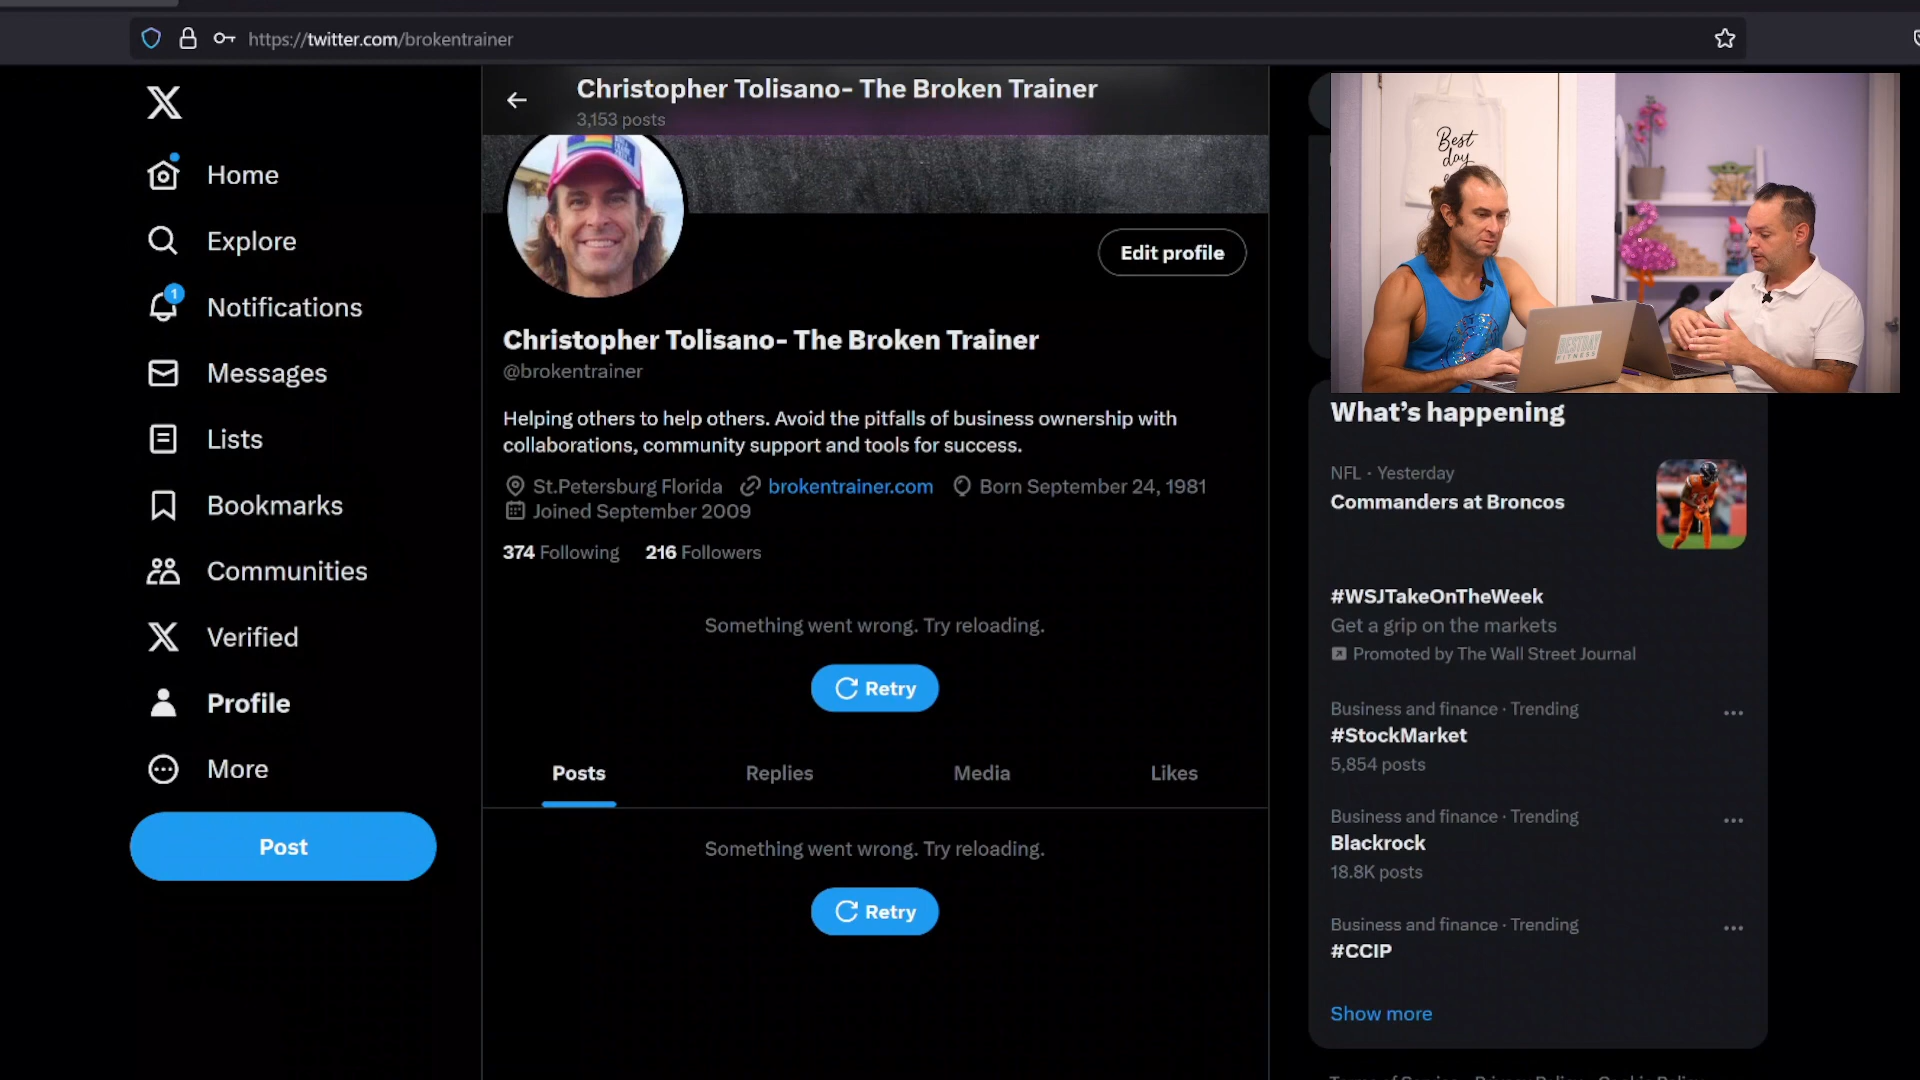 https://twitter.com/brokentrainer
Christopher Tolisano- The Broken Trainer
3,153 posts
Home
Explore
1
Notifications
Messages
Lists
Bookmarks
Communities
Verified
Profile
More
Post
Edit profile
Christopher Tolisano- The Broken Trainer
@brokentrainer
Helping others to help others. Avoid the pitfalls of business ownership with
collaborations, community support and tools for success.
St.Petersburg Florida brokentrainer.com Born September 24, 1981
Joined September 2009
374 Following 216 Followers
Something went wrong. Try reloading.
Retry
Posts Replies Media Likes
Something went wrong. Try reloading.
Retry
Best
day
BESTDAY
FITNESS
What's happening
NFL · Yesterday
Commanders at Broncos
#WSJTakeOnTheWeek
Get a grip on the markets
Promoted by The Wall Street Journal
Business and finance · Trending
#StockMarket
5,854 posts
Business and finance · Trending
Blackrock
18.8K posts
Business and finance · Trending
#CCIP
Show more